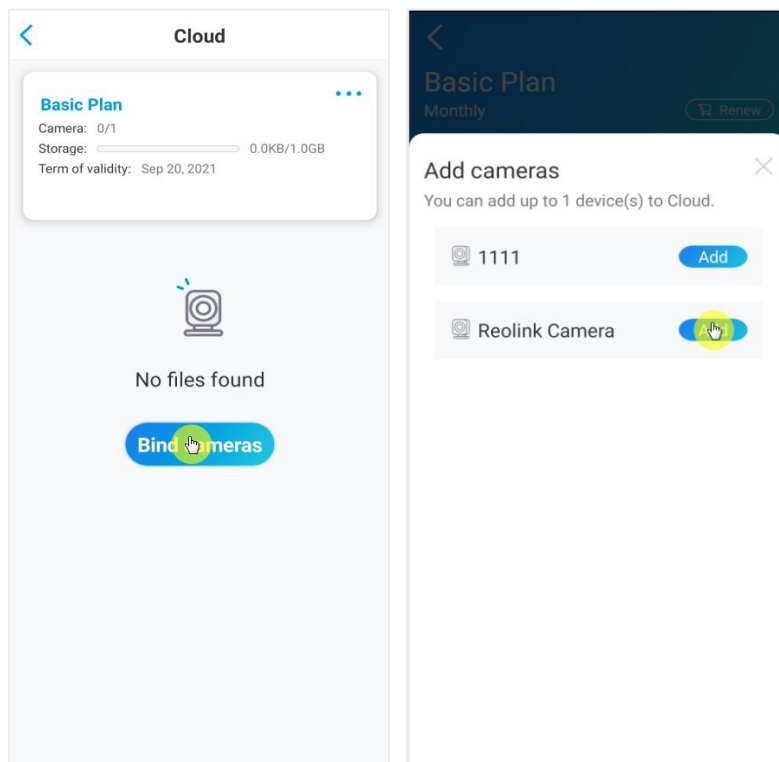 Cloud
Basic Plan
Camera: 0/1
Storage: 0.0KB/1.0GB
Term of validity: Sep 20, 2021
No files found
Bind cameras
Basic Plan
Monthly
Renew
Add cameras
You can add up to 1 device(s) to Cloud.
1111 Add
Reolink Camera Add